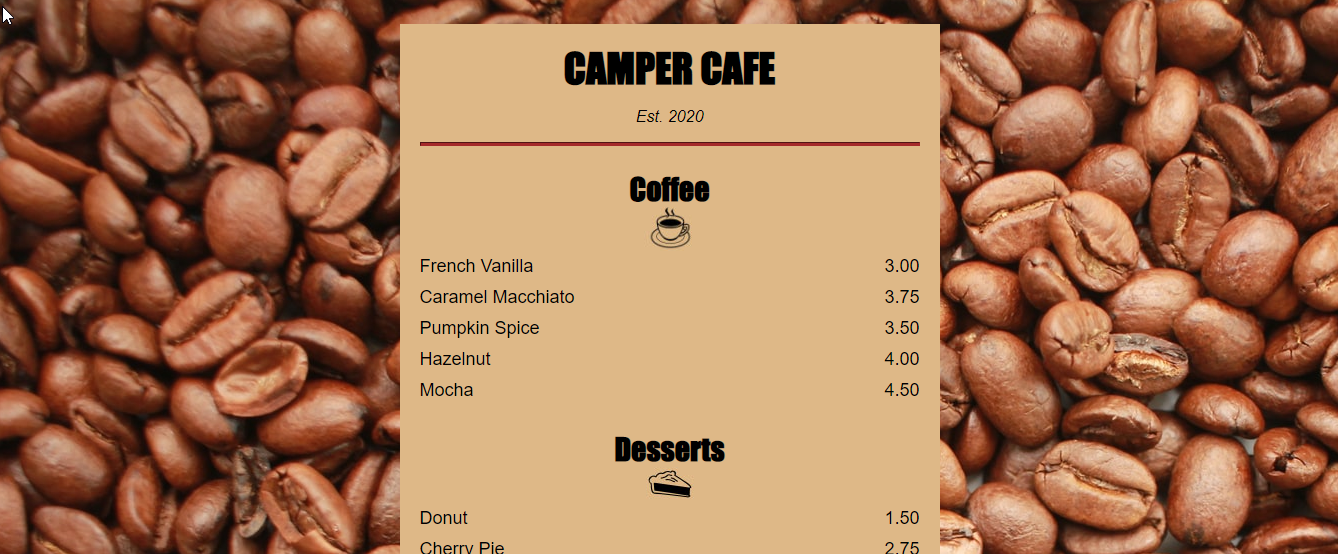 CAMPER CAFE
Est. 2020
Coffee
French Vanilla 3.00
Caramel Macchiato 3.75
Pumpkin Spice 3.50
Hazelnut 4.00
Mocha 4.50
Desserts
Donut 1.50
Cherry Pie 2.75